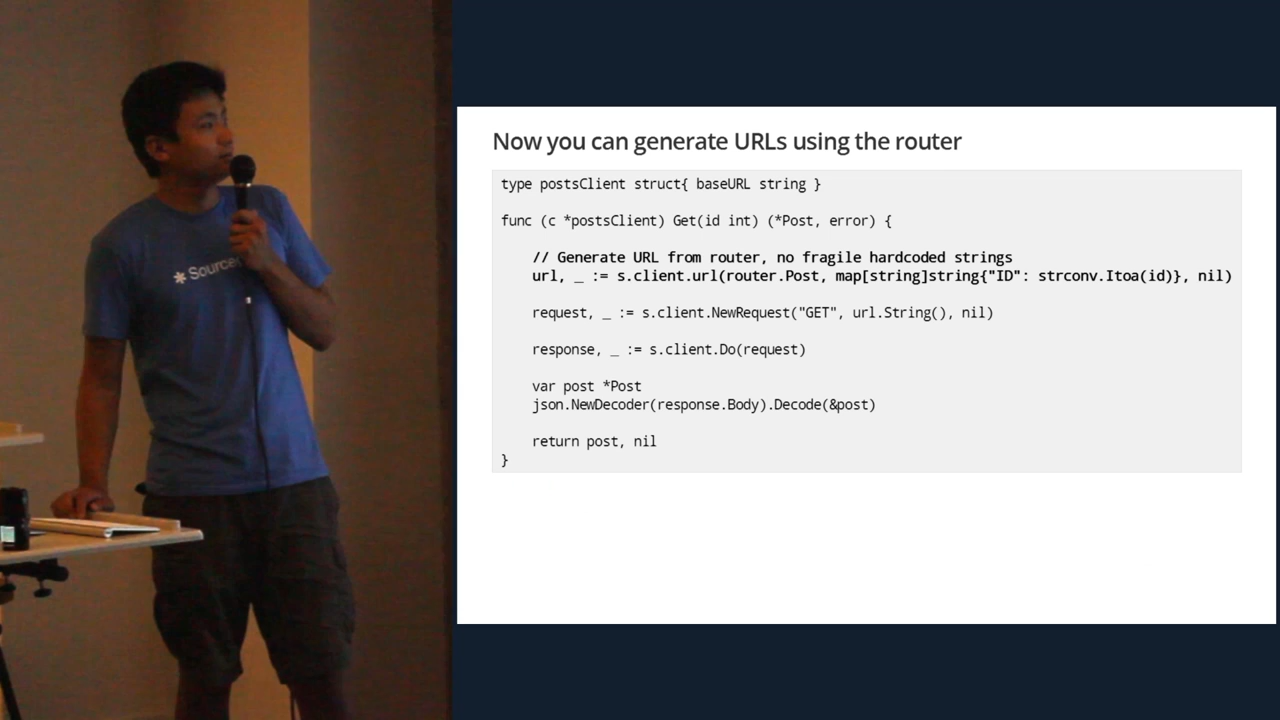 Now you can generate URLs using the router
type postsClient struct{ baseURL string }
func (c *postsClient) Get(id int) (*Post, error) {
// Generate URL from router, no fragile hardcoded strings
url, _ := s.client.url(router.Post, map[string]string{"ID": strconv.Itoa(id)}, nil)
request, _ := s.client.NewRequest("GET", url.String(), nil)
response, _ := s.client.Do(request)
var post *Post
json.NewDecoder(response.Body).Decode(&post)
return post, nil
}